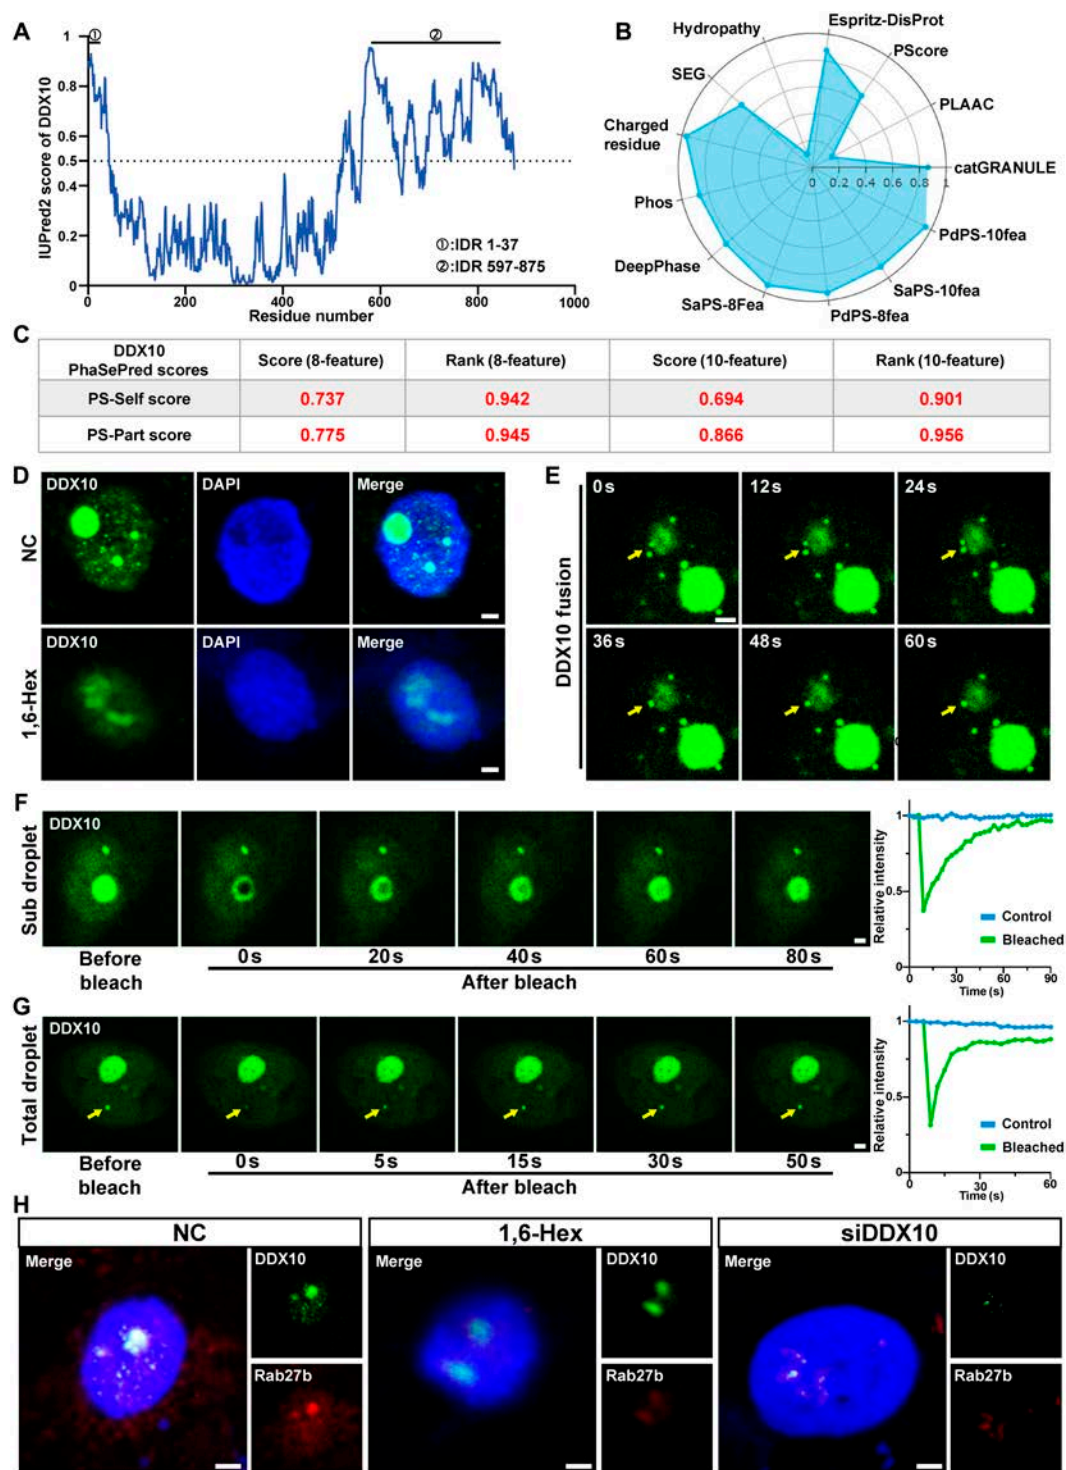 A
IUPred2 score of DDX10
1
0.8
0.6
0.5
0.4
0.2
0
①
②
①:IDR 1-37
②:IDR 597-875
0
200
400
600
800
1000
Residue number
B
Espritz-DisProt
Hydropathy
PScore
SEG
PLAAC
Charged
residue
catGRANULE
0
0.2
0.4
0.6
0.8
1
Phos
PdPS-10fea
DeepPhase
SaPS-10fea
SaPS-8Fea
PdPS-8fea
C
DDX10
PhaSePred scores
Score (8-feature)
Rank (8-feature)
Score (10-feature)
Rank (10-feature)
PS-Self score
0.737
0.942
0.694
0.901
PS-Part score
0.775
0.945
0.866
0.956
D
NC
DDX10
DAPI
Merge
1,6-Hex
DDX10
DAPI
Merge
E
DDX10 fusion
0s
12s
24s
36s
48s
60s
F
Sub droplet
DDX10
Before
bleach
0s
20s
40s
60s
80s
After bleach
Relative intensity
1
0.5
0
Control
Bleached
0
30
60
90
Time (s)
G
Total droplet
DDX10
Before
bleach
0s
5s
15s
30s
50s
After bleach
Relative intensity
1
0.5
0
Control
Bleached
0
30
60
Time (s)
H
NC
Merge
DDX10
Rab27b
1,6-Hex
Merge
DDX10
Rab27b
siDDX10
Merge
DDX10
Rab27b